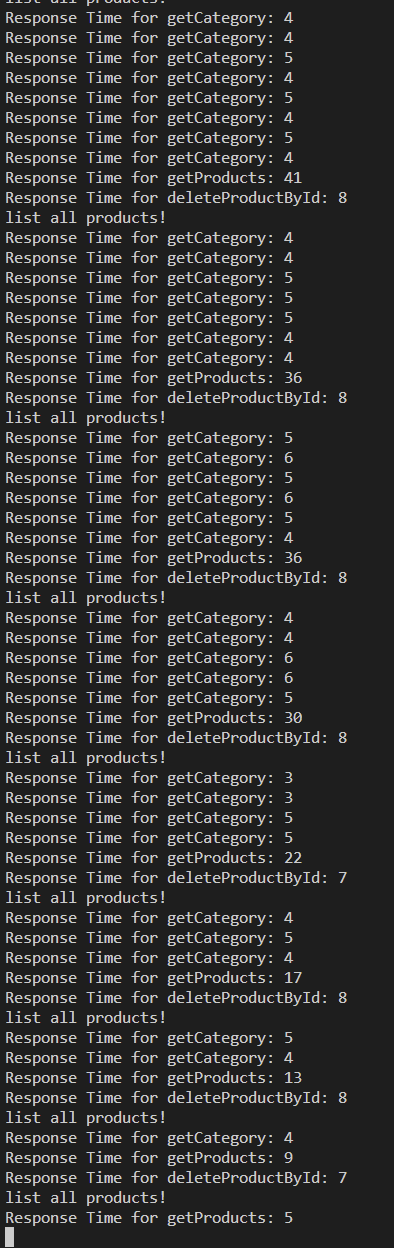 list all products!
Response Time for getCategory: 4
Response Time for getCategory: 4
Response Time for getCategory: 5
Response Time for getCategory: 4
Response Time for getCategory: 5
Response Time for getCategory: 4
Response Time for getCategory: 5
Response Time for getCategory: 4
Response Time for getProducts: 41
Response Time for deleteProductById: 8
list all products!
Response Time for getCategory: 4
Response Time for getCategory: 4
Response Time for getCategory: 5
Response Time for getCategory: 5
Response Time for getCategory: 5
Response Time for getCategory: 4
Response Time for getCategory: 4
Response Time for getProducts: 36
Response Time for deleteProductById: 8
list all products!
Response Time for getCategory: 5
Response Time for getCategory: 6
Response Time for getCategory: 5
Response Time for getCategory: 6
Response Time for getCategory: 5
Response Time for getCategory: 4
Response Time for getProducts: 36
Response Time for deleteProductById: 8
list all products!
Response Time for getCategory: 4
Response Time for getCategory: 4
Response Time for getCategory: 6
Response Time for getCategory: 6
Response Time for getCategory: 5
Response Time for getProducts: 30
Response Time for deleteProductById: 8
list all products!
Response Time for getCategory: 3
Response Time for getCategory: 3
Response Time for getCategory: 5
Response Time for getCategory: 5
Response Time for getProducts: 22
Response Time for deleteProductById: 7
list all products!
Response Time for getCategory: 4
Response Time for getCategory: 5
Response Time for getCategory: 4
Response Time for getProducts: 17
Response Time for deleteProductById: 8
list all products!
Response Time for getCategory: 5
Response Time for getCategory: 4
Response Time for getProducts: 13
Response Time for deleteProductById: 8
list all products!
Response Time for getCategory: 4
Response Time for getProducts: 9
Response Time for deleteProductById: 7
list all products!
Response Time for getProducts: 5